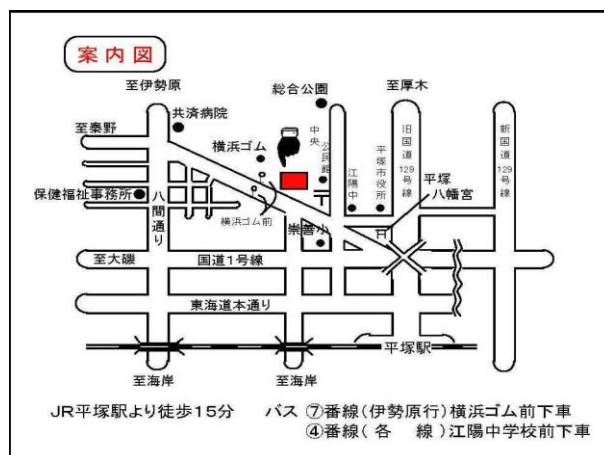 案内図
至伊勢原
総合公園
至厚木
共済病院
至秦野
横浜ゴム
中央公民館
江陽中
平塚市役所
旧国道129号線
新国道129号線
平塚八幡宮
保健福祉事務所
八間通り
横浜ゴム前
崇善小
至大磯
国道1号線
東海道本通り
平塚駅
至海岸
至海岸
JR平塚駅より徒歩15分　バス ⑦番線(伊勢原行)横浜ゴム前下車
④番線(各　線)江陽中学校前下車